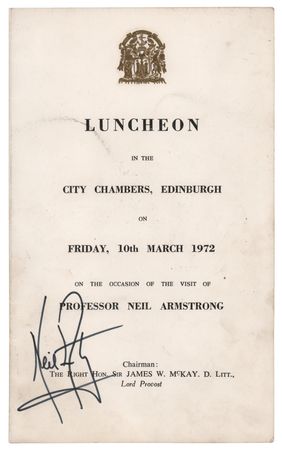 LUNCHEON
IN THE
CITY CHAMBERS, EDINBURGH
ON
FRIDAY, 10th MARCH 1972
ON THE OCCASION OF THE VISIT OF
PROFESSOR NEIL ARMSTRONG
Neil
Chairman:
THE RIGHT HON. SIR JAMES W. McKAY, D. LITT.,
Lord Provost